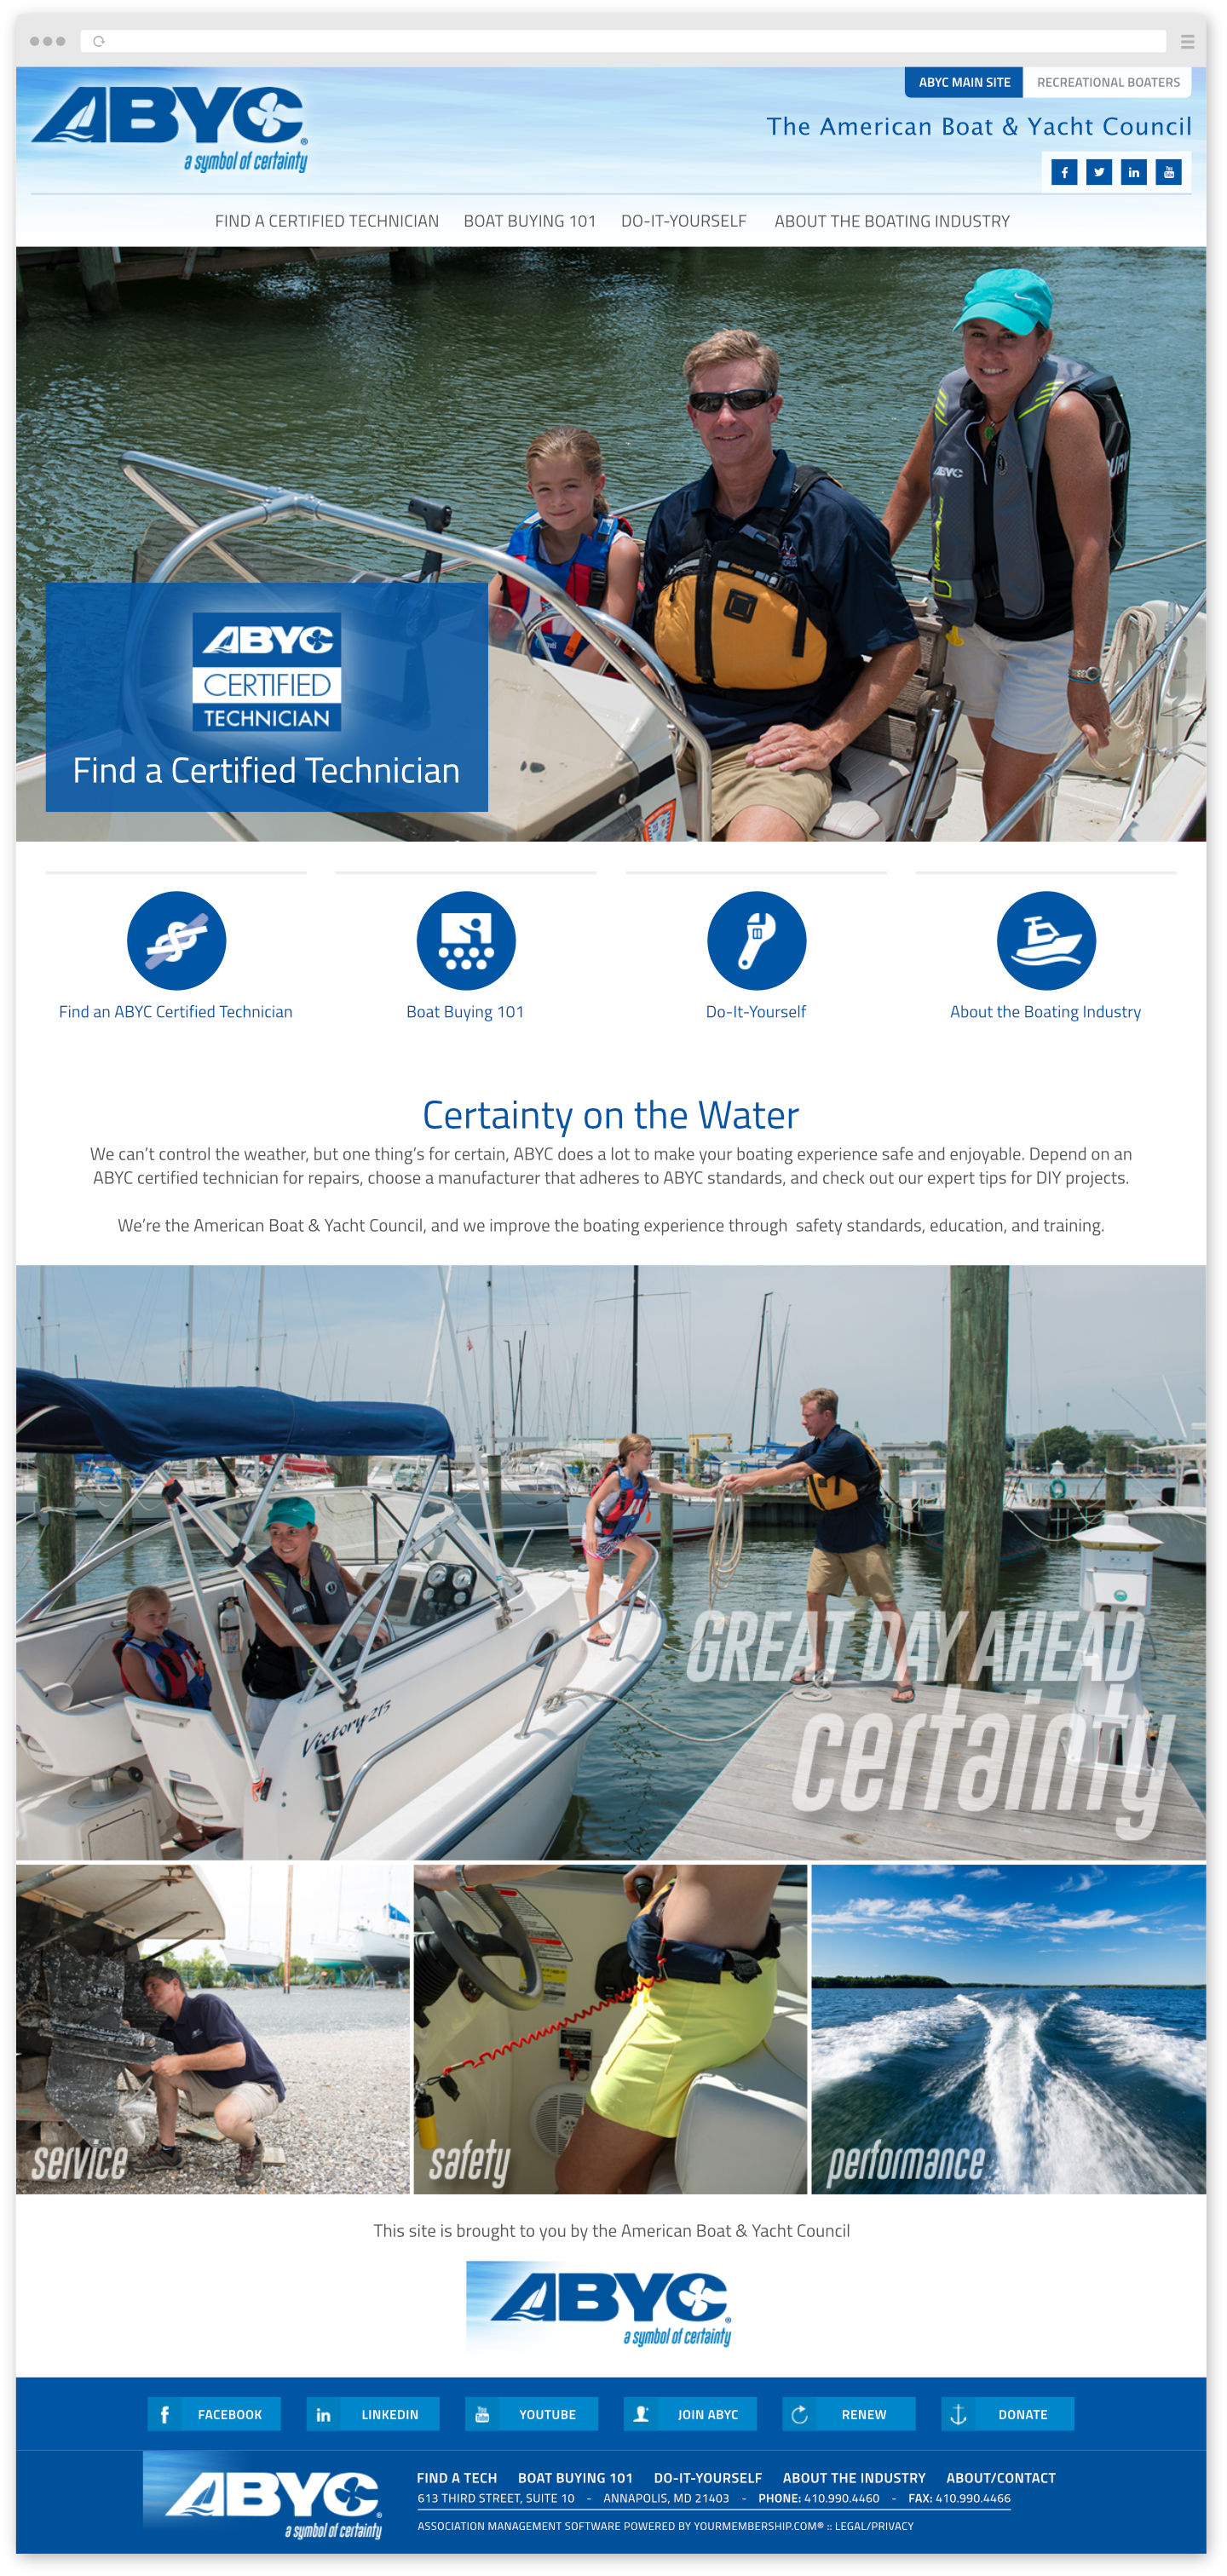 ABYC MAIN SITE RECREATIONAL BOATERS
ABYC®
a symbol of certainty
The American Boat & Yacht Council
FIND A CERTIFIED TECHNICIAN BOAT BUYING 101 DO-IT-YOURSELF ABOUT THE BOATING INDUSTRY
ABYC
ABYC
CERTIFIED
TECHNICIAN
Find a Certified Technician
Find an ABYC Certified Technician Boat Buying 101 Do-It-Yourself About the Boating Industry
Certainty on the Water
We can’t control the weather, but one thing’s for certain, ABYC does a lot to make your boating experience safe and enjoyable. Depend on an
ABYC certified technician for repairs, choose a manufacturer that adheres to ABYC standards, and check out our expert tips for DIY projects.
We’re the American Boat & Yacht Council, and we improve the boating experience through safety standards, education, and training.
Victory 215
GREAT DAY AHEAD
certainty
service safety performance
This site is brought to you by the American Boat & Yacht Council
ABYC®
a symbol of certainty
FACEBOOK LINKEDIN YOUTUBE JOIN ABYC RENEW DONATE
ABYC®
a symbol of certainty
FIND A TECH BOAT BUYING 101 DO-IT-YOURSELF ABOUT THE INDUSTRY ABOUT/CONTACT
613 THIRD STREET, SUITE 10 - ANNAPOLIS, MD 21403 - PHONE: 410.990.4460 - FAX: 410.990.4466
ASSOCIATION MANAGEMENT SOFTWARE POWERED BY YOURMEMBERSHIP.COM® :: LEGAL/PRIVACY